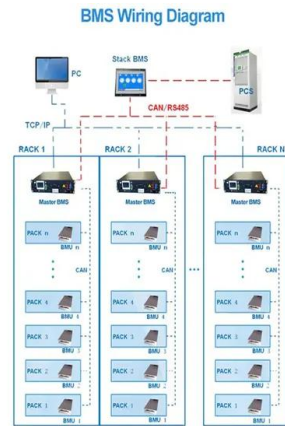 BMS Wiring Diagram
Stack BMS
PC
PCS
CAN/RS485
TCP/IP
RACK 1
RACK 2
RACK N
Master BMS
Master BMS
Master BMS
PACK n
BMU n
PACK n
BMU n
PACK n
BMU n
CAN
CAN
CAN
PACK 4
BMU 4
PACK 4
BMU 4
PACK 4
BMU 4
PACK 3
BMU 3
PACK 3
BMU 3
PACK 3
BMU 3
PACK 2
BMU 2
PACK 2
BMU 2
PACK 2
BMU 2
PACK 1
BMU 1
PACK 1
BMU 1
PACK 1
BMU 1